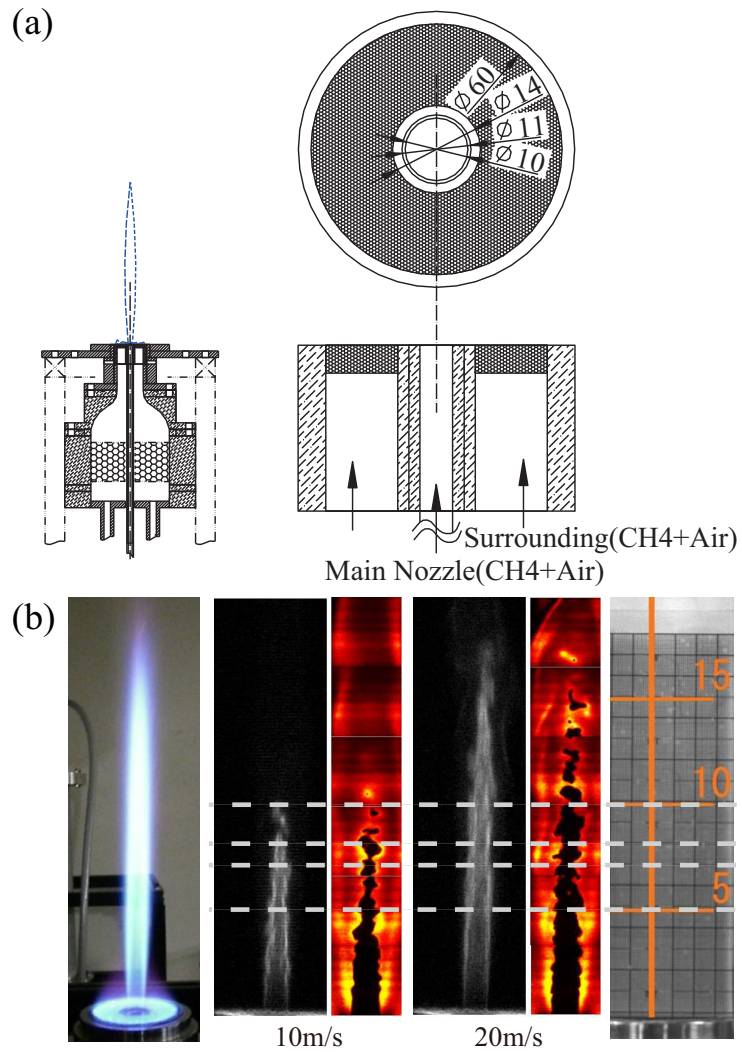 (a)
Ø60
Ø14
Ø11
Ø10
Surrounding(CH4+Air)
Main Nozzle(CH4+Air)
(b)
15
10
5
10m/s
20m/s